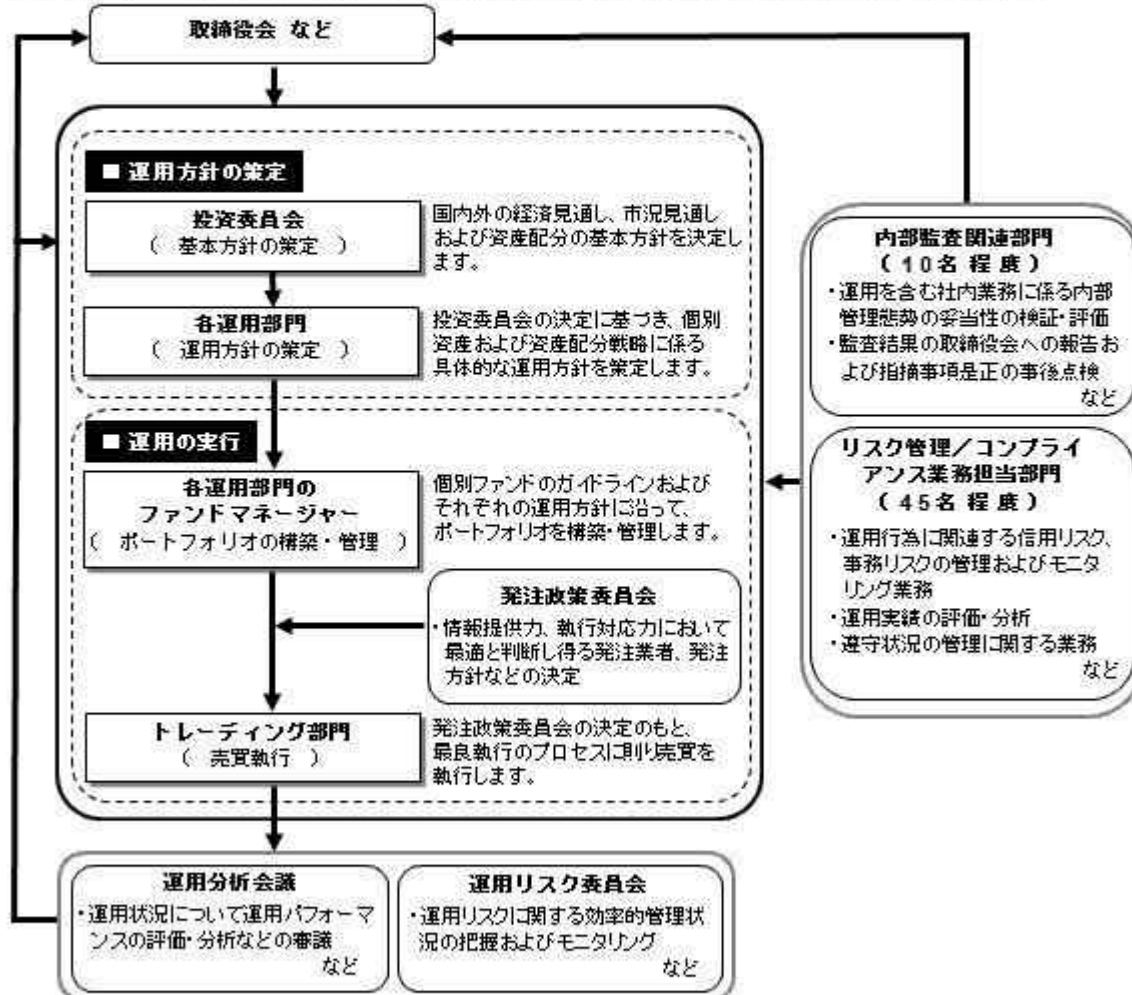 取締役会 など
■ 運用方針の策定
投資委員会
（ 基本方針の策定 ）
国内外の経済見通し、市況見通し
および資産配分の基本方針を決定し
ます。
各運用部門
（ 運用方針の策定 ）
投資委員会の決定に基づき、個別
資産および資産配分戦略に係る
具体的な運用方針を策定します。
■ 運用の実行
各運用部門の
ファンドマネージャー
（ ポートフォリオの構築・管理 ）
個別ファンドのガイドラインおよび
それぞれの運用方針に沿って、
ポートフォリオを構築・管理します。
発注政策委員会
・情報提供力、執行対応力において
最適と判断し得る発注業者、発注
方針などの決定
トレーディング部門
（ 売買執行 ）
発注政策委員会の決定のもと、
最良執行のプロセスに則り売買を
執行します。
内部監査関連部門
（10名程度）
・運用を含む社内業務に係る内部
管理態勢の妥当性の検証・評価
・監査結果の取締役会への報告お
よび指摘事項是正の事後点検
など
リスク管理／コンプライ
アンス業務担当部門
（45名程度）
・運用行為に関連する信用リスク、
事務リスクの管理およびモニタ
リング業務
・運用実績の評価・分析
・遵守状況の管理に関する業務
など
運用分析会議
・運用状況について運用パフォーマ
ンスの評価・分析などの審議
など
運用リスク委員会
・運用リスクに関する効率的管理状
況の把握およびモニタリング
など